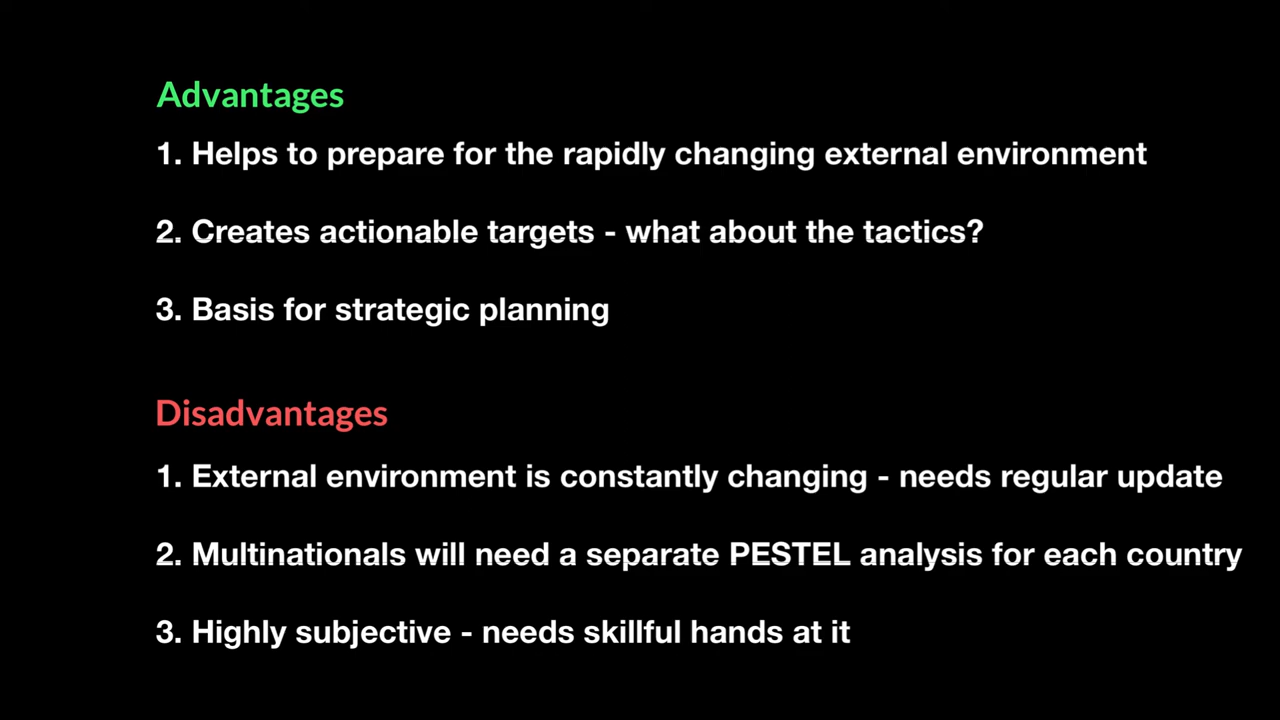 Advantages
1. Helps to prepare for the rapidly changing external environment
2. Creates actionable targets - what about the tactics?
3. Basis for strategic planning
Disadvantages
1. External environment is constantly changing - needs regular update
2. Multinationals will need a separate PESTEL analysis for each country
3. Highly subjective - needs skillful hands at it